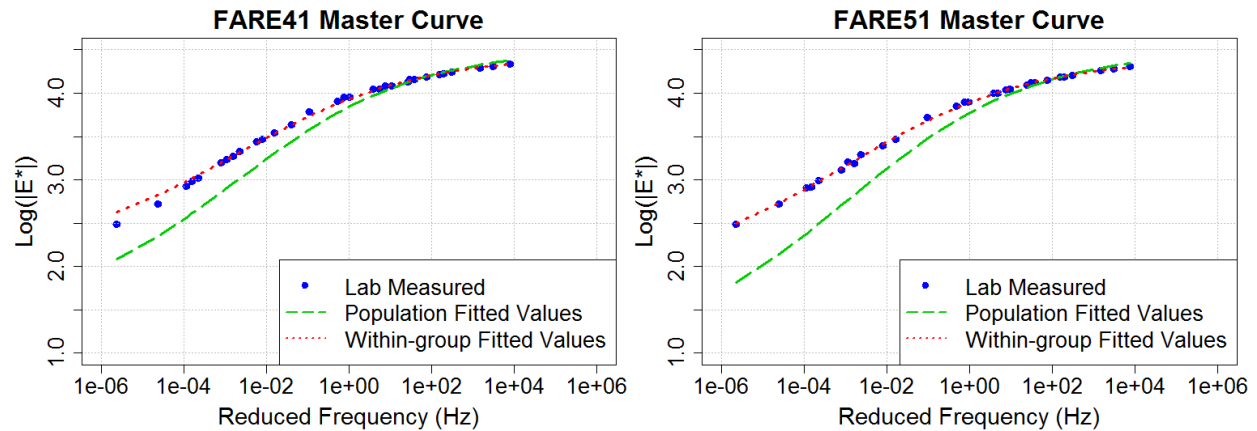 FARE41 Master Curve
Log(|E*|)
4.0
3.0
2.0
1.0
Lab Measured
Population Fitted Values
Within-group Fitted Values
1e-06 1e-04 1e-02 1e+00 1e+02 1e+04 1e+06
Reduced Frequency (Hz)
FARE51 Master Curve
Log(|E*|)
4.0
3.0
2.0
1.0
Lab Measured
Population Fitted Values
Within-group Fitted Values
1e-06 1e-04 1e-02 1e+00 1e+02 1e+04 1e+06
Reduced Frequency (Hz)